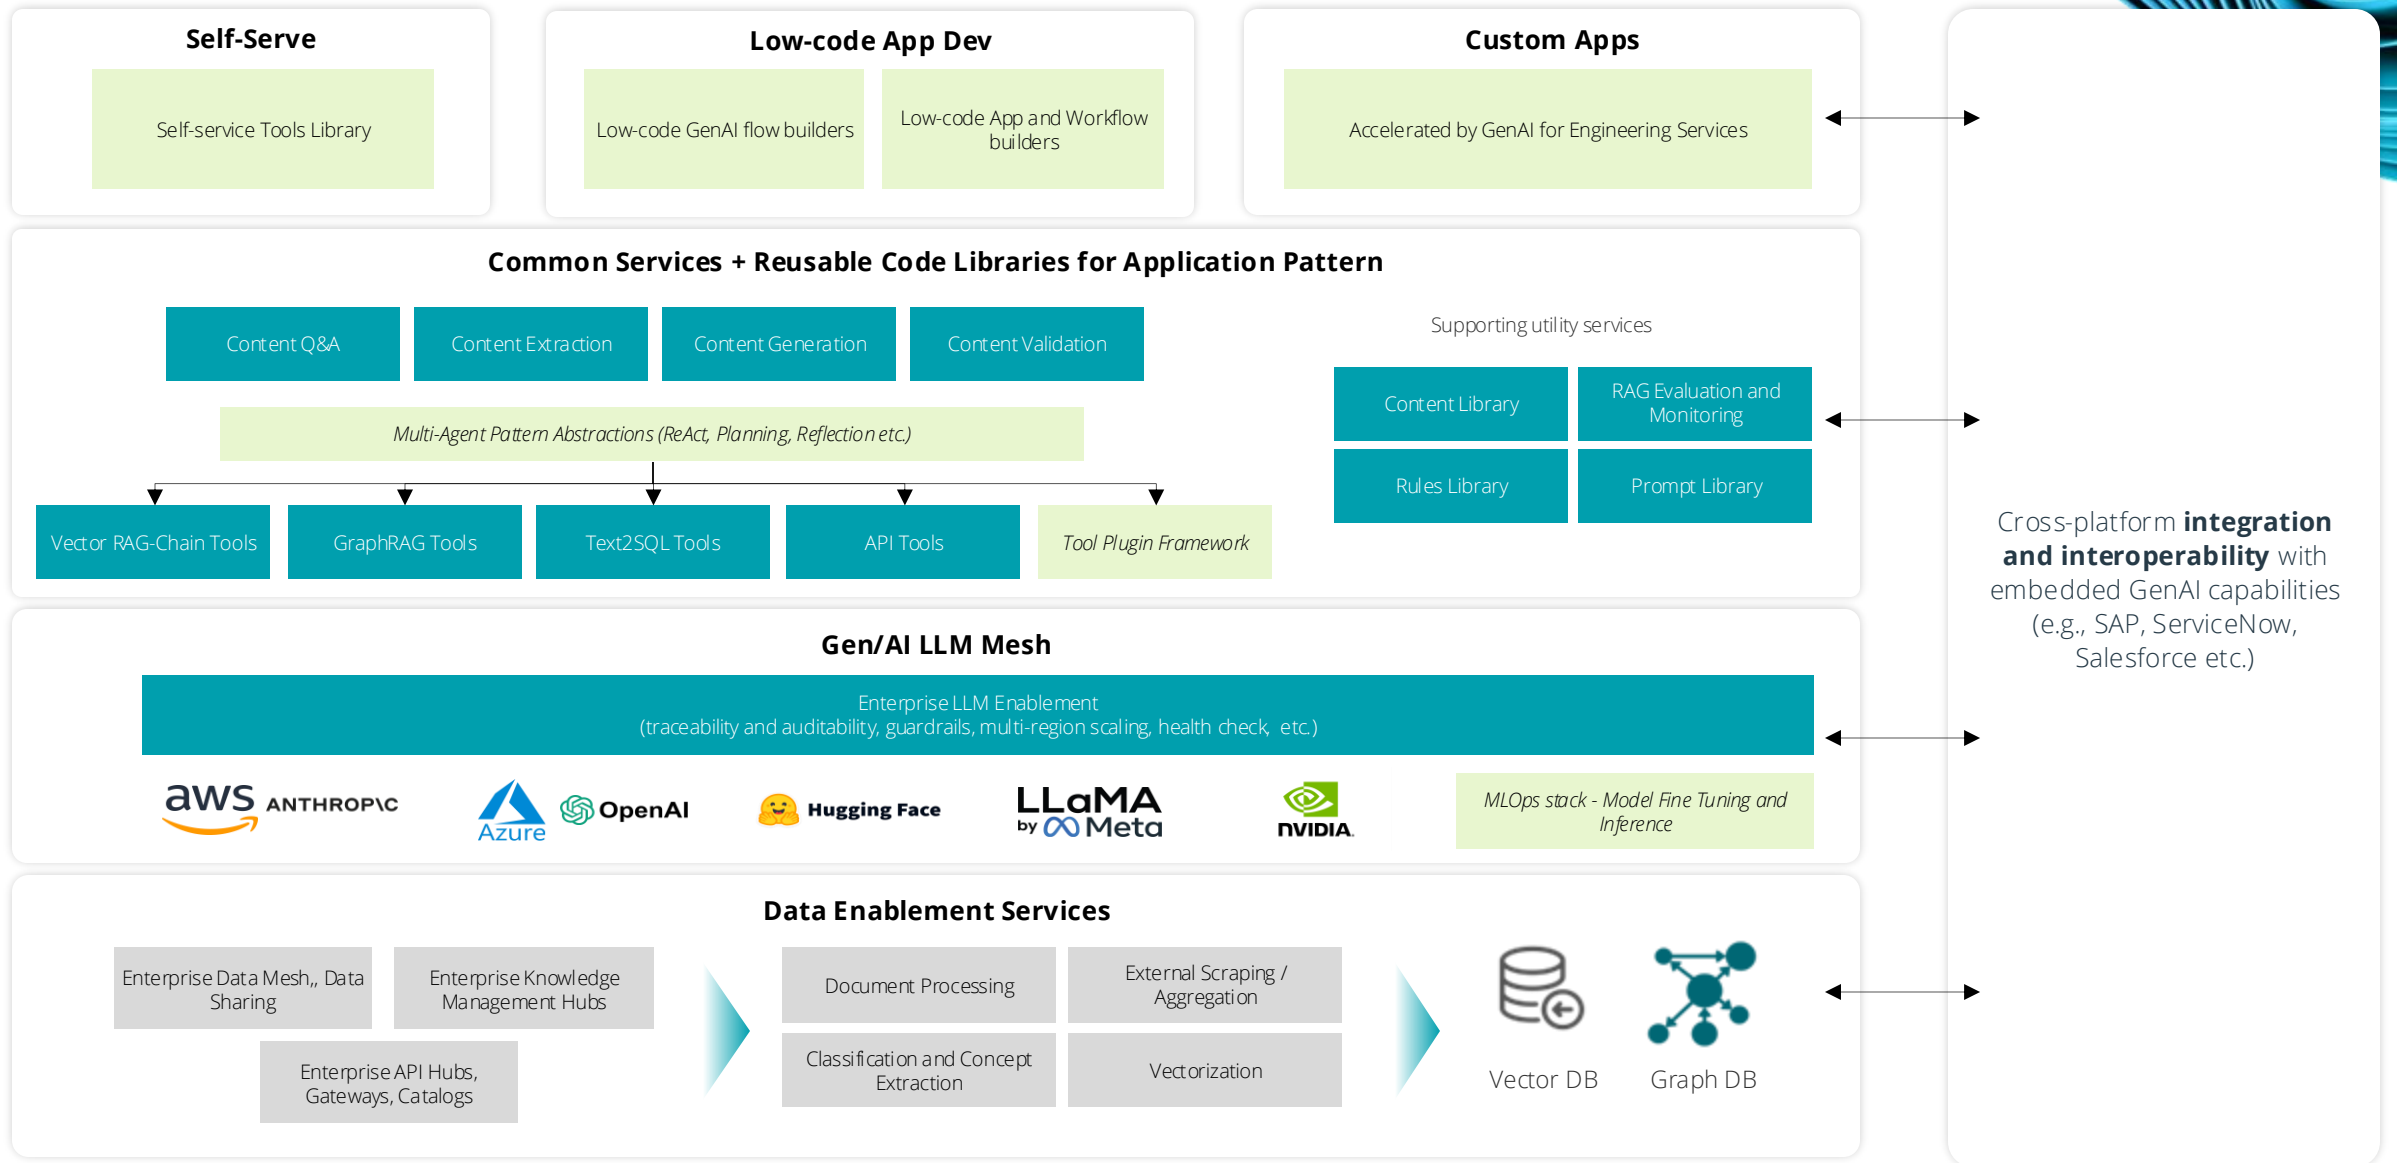 Self-Serve
Self-service Tools Library
Low-code App Dev
Low-code GenAI flow builders
Low-code App and Workflow
builders
Custom Apps
Accelerated by GenAI for Engineering Services
Common Services + Reusable Code Libraries for Application Pattern
Content Q&A
Content Extraction
Content Generation
Content Validation
Multi-Agent Pattern Abstractions (ReAct, Planning, Reflection etc.)
Vector RAG-Chain Tools
GraphRAG Tools
Text2SQL Tools
API Tools
Tool Plugin Framework
Supporting utility services
Content Library
RAG Evaluation and
Monitoring
Rules Library
Prompt Library
Gen/AI LLM Mesh
Enterprise LLM Enablement
(traceability and auditability, guardrails, multi-region scaling, health check, etc.)
aws
ANTHROP\C
Azure
OpenAI
Hugging Face
LLaMA
by Meta
NVIDIA.
MLOps stack - Model Fine Tuning and
Inference
Data Enablement Services
Enterprise Data Mesh,, Data
Sharing
Enterprise Knowledge
Management Hubs
Enterprise API Hubs,
Gateways, Catalogs
Document Processing
External Scraping /
Aggregation
Classification and Concept
Extraction
Vectorization
Vector DB
Graph DB
Cross-platform integration
and interoperability with
embedded GenAI capabilities
(e.g., SAP, ServiceNow,
Salesforce etc.)